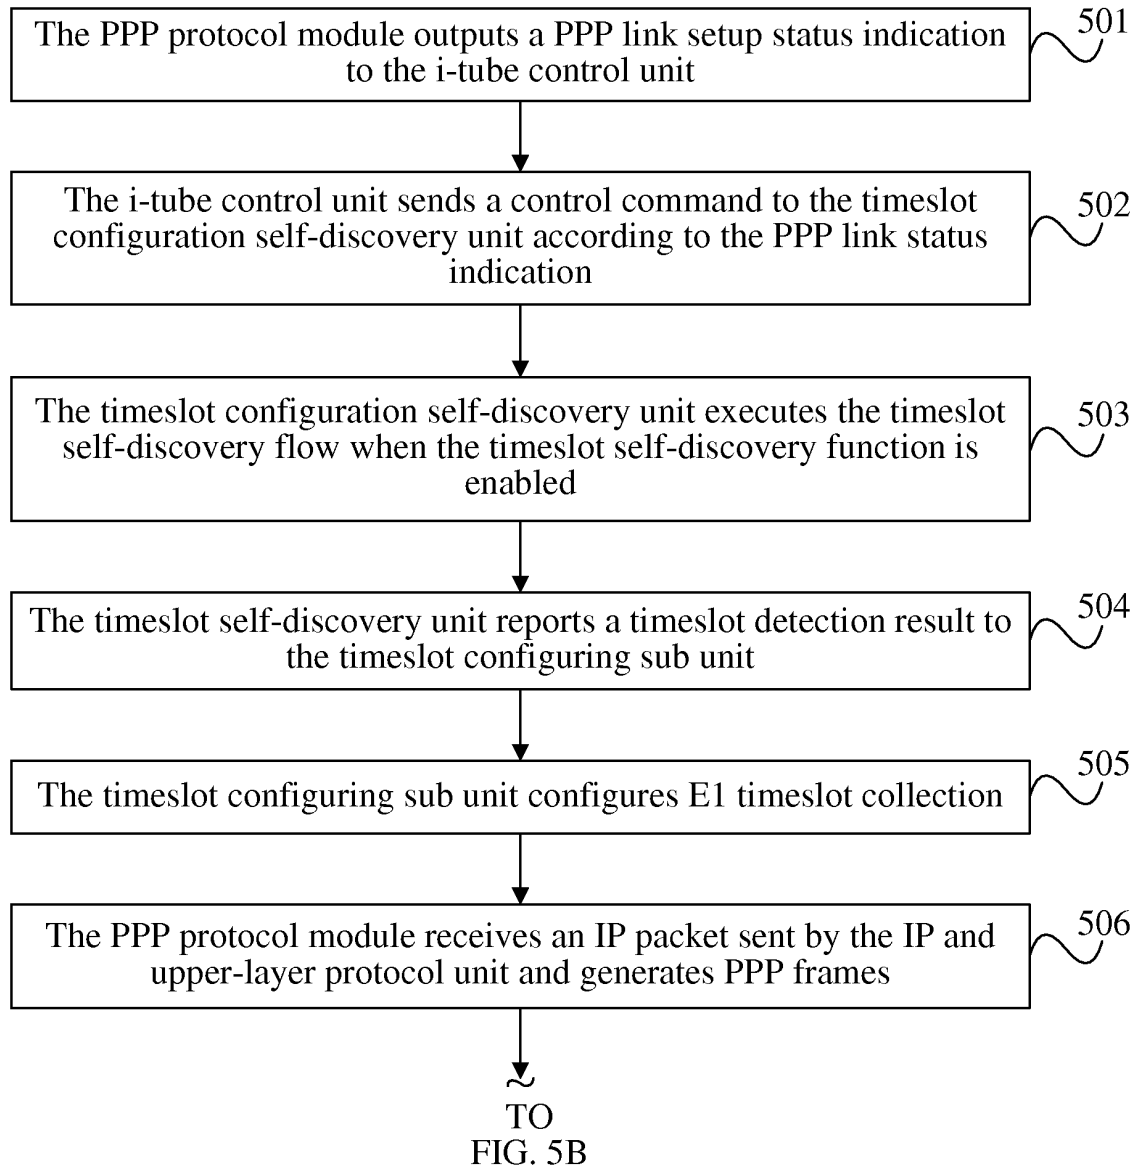 The PPP protocol module outputs a PPP link setup status indication
to the i-tube control unit
501
The i-tube control unit sends a control command to the timeslot
configuration self-discovery unit according to the PPP link status
indication
502
The timeslot configuration self-discovery unit executes the timeslot
self-discovery flow when the timeslot self-discovery function is
enabled
503
The timeslot self-discovery unit reports a timeslot detection result to
the timeslot configuring sub unit
504
The timeslot configuring sub unit configures E1 timeslot collection
505
The PPP protocol module receives an IP packet sent by the IP and
upper-layer protocol unit and generates PPP frames
506
~
TO
FIG. 5B